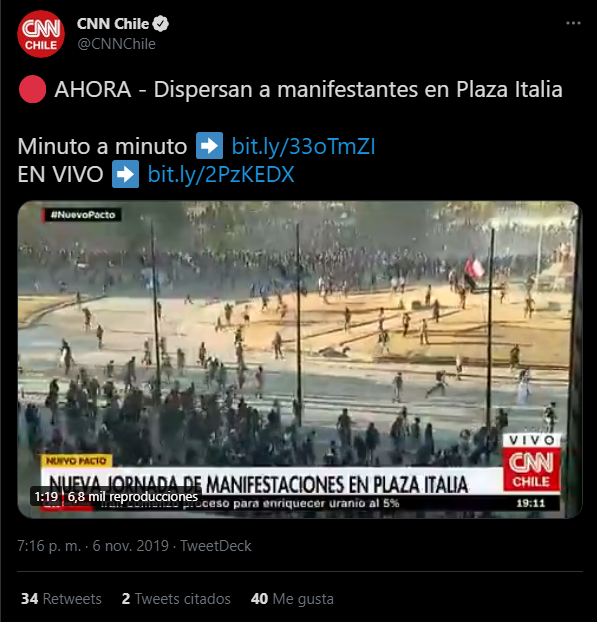 CNN Chile
@CNNChile
CNN
CHILE
AHORA - Dispersan a manifestantes en Plaza Italia
Minuto a minuto ➡ bit.ly/33oTmZI
EN VIVO ➡ bit.ly/2PzKEDX
#NuevoPacto
VIVO
CNN
CHILE
NUEVO PACTO
NUEVA JORNADA DE MANIFESTACIONES EN PLAZA ITALIA
1:19 6,8 mil reproducciones
proceso para enriquecer uranio al 5%
19:11
7:16 p. m. · 6 nov. 2019 · TweetDeck
34 Retweets 2 Tweets citados 40 Me gusta